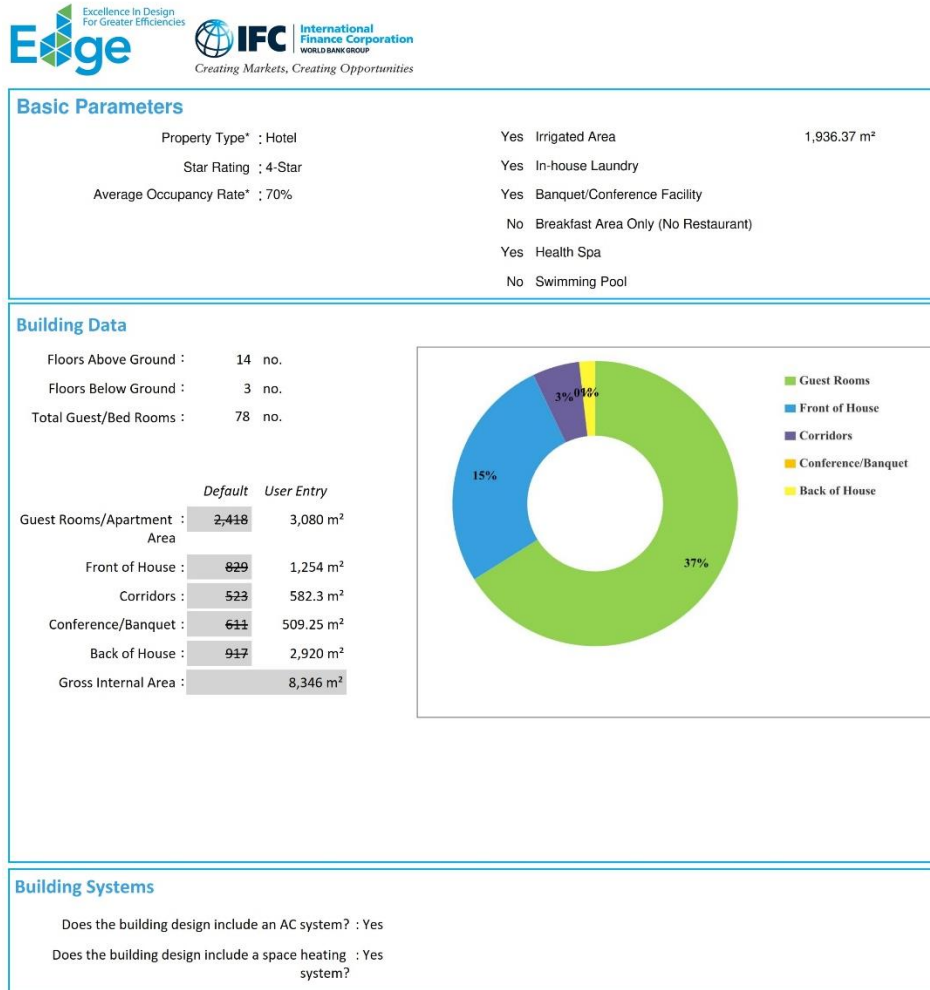 Excellence In Design
For Greater Efficiencies
Edge
IFC
International
Finance Corporation
WORLD BANK GROUP
Creating Markets, Creating Opportunities
Basic Parameters
Property Type* : Hotel
Star Rating : 4-Star
Average Occupancy Rate* : 70%
Yes Irrigated Area 1,936.37 m²
Yes In-house Laundry
Yes Banquet/Conference Facility
No Breakfast Area Only (No Restaurant)
Yes Health Spa
No Swimming Pool
Building Data
Floors Above Ground : 14 no.
Floors Below Ground : 3 no.
Total Guest/Bed Rooms : 78 no.
Default User Entry
Guest Rooms/Apartment : 2,418 3,080 m²
Area
Front of House : 829 1,254 m²
Corridors : 523 582.3 m²
Conference/Banquet : 611 509.25 m²
Back of House : 917 2,920 m²
Gross Internal Area : 8,346 m²
3%
15%
37%
Guest Rooms
Front of House
Corridors
Conference/Banquet
Back of House
Building Systems
Does the building design include an AC system? : Yes
Does the building design include a space heating : Yes
system?